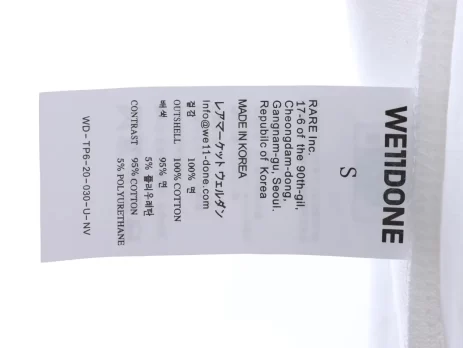 WE11DONE
S
RARE Inc.
17-6 of the 90th-gil,
Cheongdam-dong,
Gangnam-gu, Seoul.
Republic of Korea
MADE IN KOREA
レアマーケット ウェルダン
Info@we11-done.com
겉감 100% 면
OUTSHELL 100% COTTON
배색 95% 면
5% 폴리우레탄
CONTRAST 95% COTTON
5% POLYURETHANE
WD-TP6-20-030-U-NV